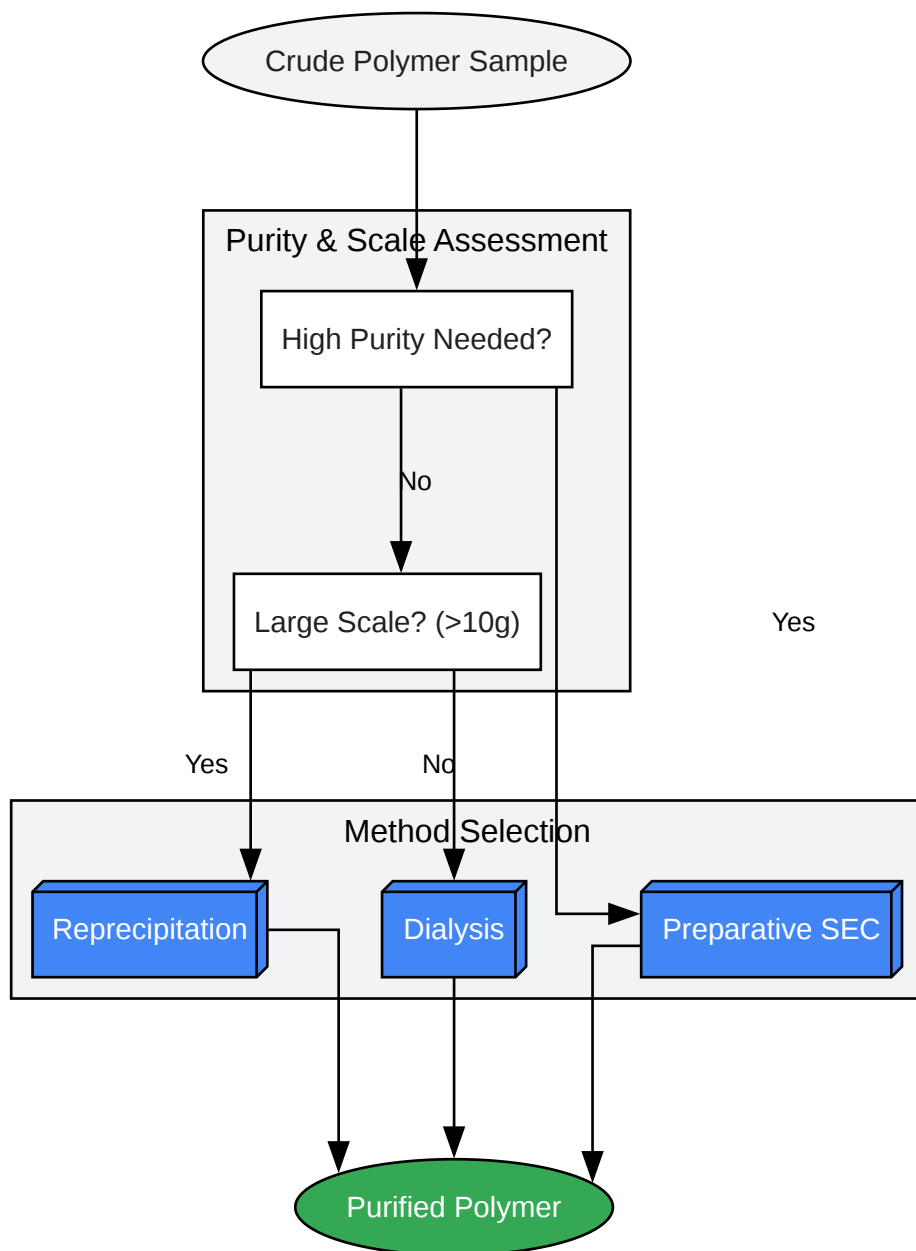 Crude Polymer Sample
Purity & Scale Assessment
High Purity Needed?
No
Large Scale? (>10g)
Yes
Yes
No
Method Selection
Reprecipitation
Dialysis
Preparative SEC
Purified Polymer